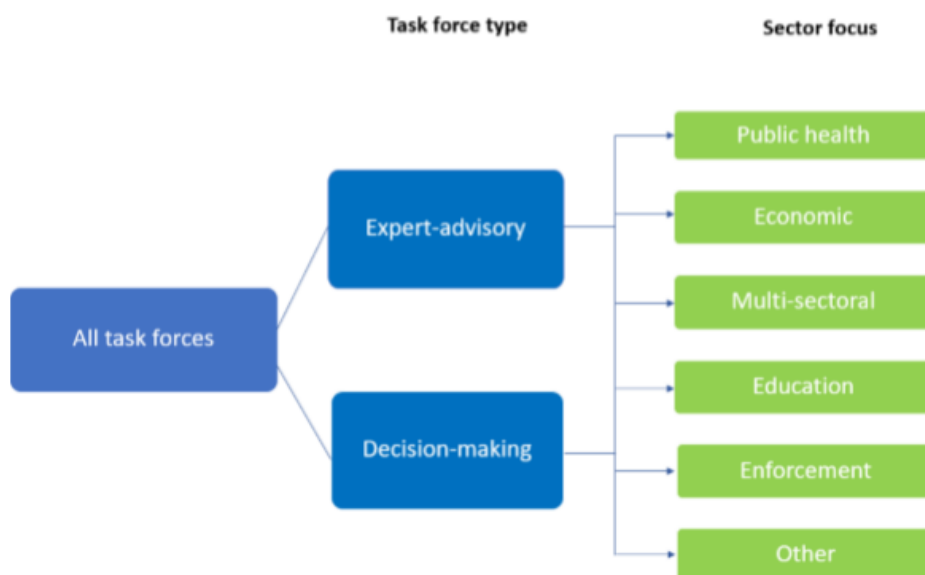 Task force type
Sector focus
Public health
Expert-advisory
Economic
Multi-sectoral
All task forces
Education
Decision-making
Enforcement
Other